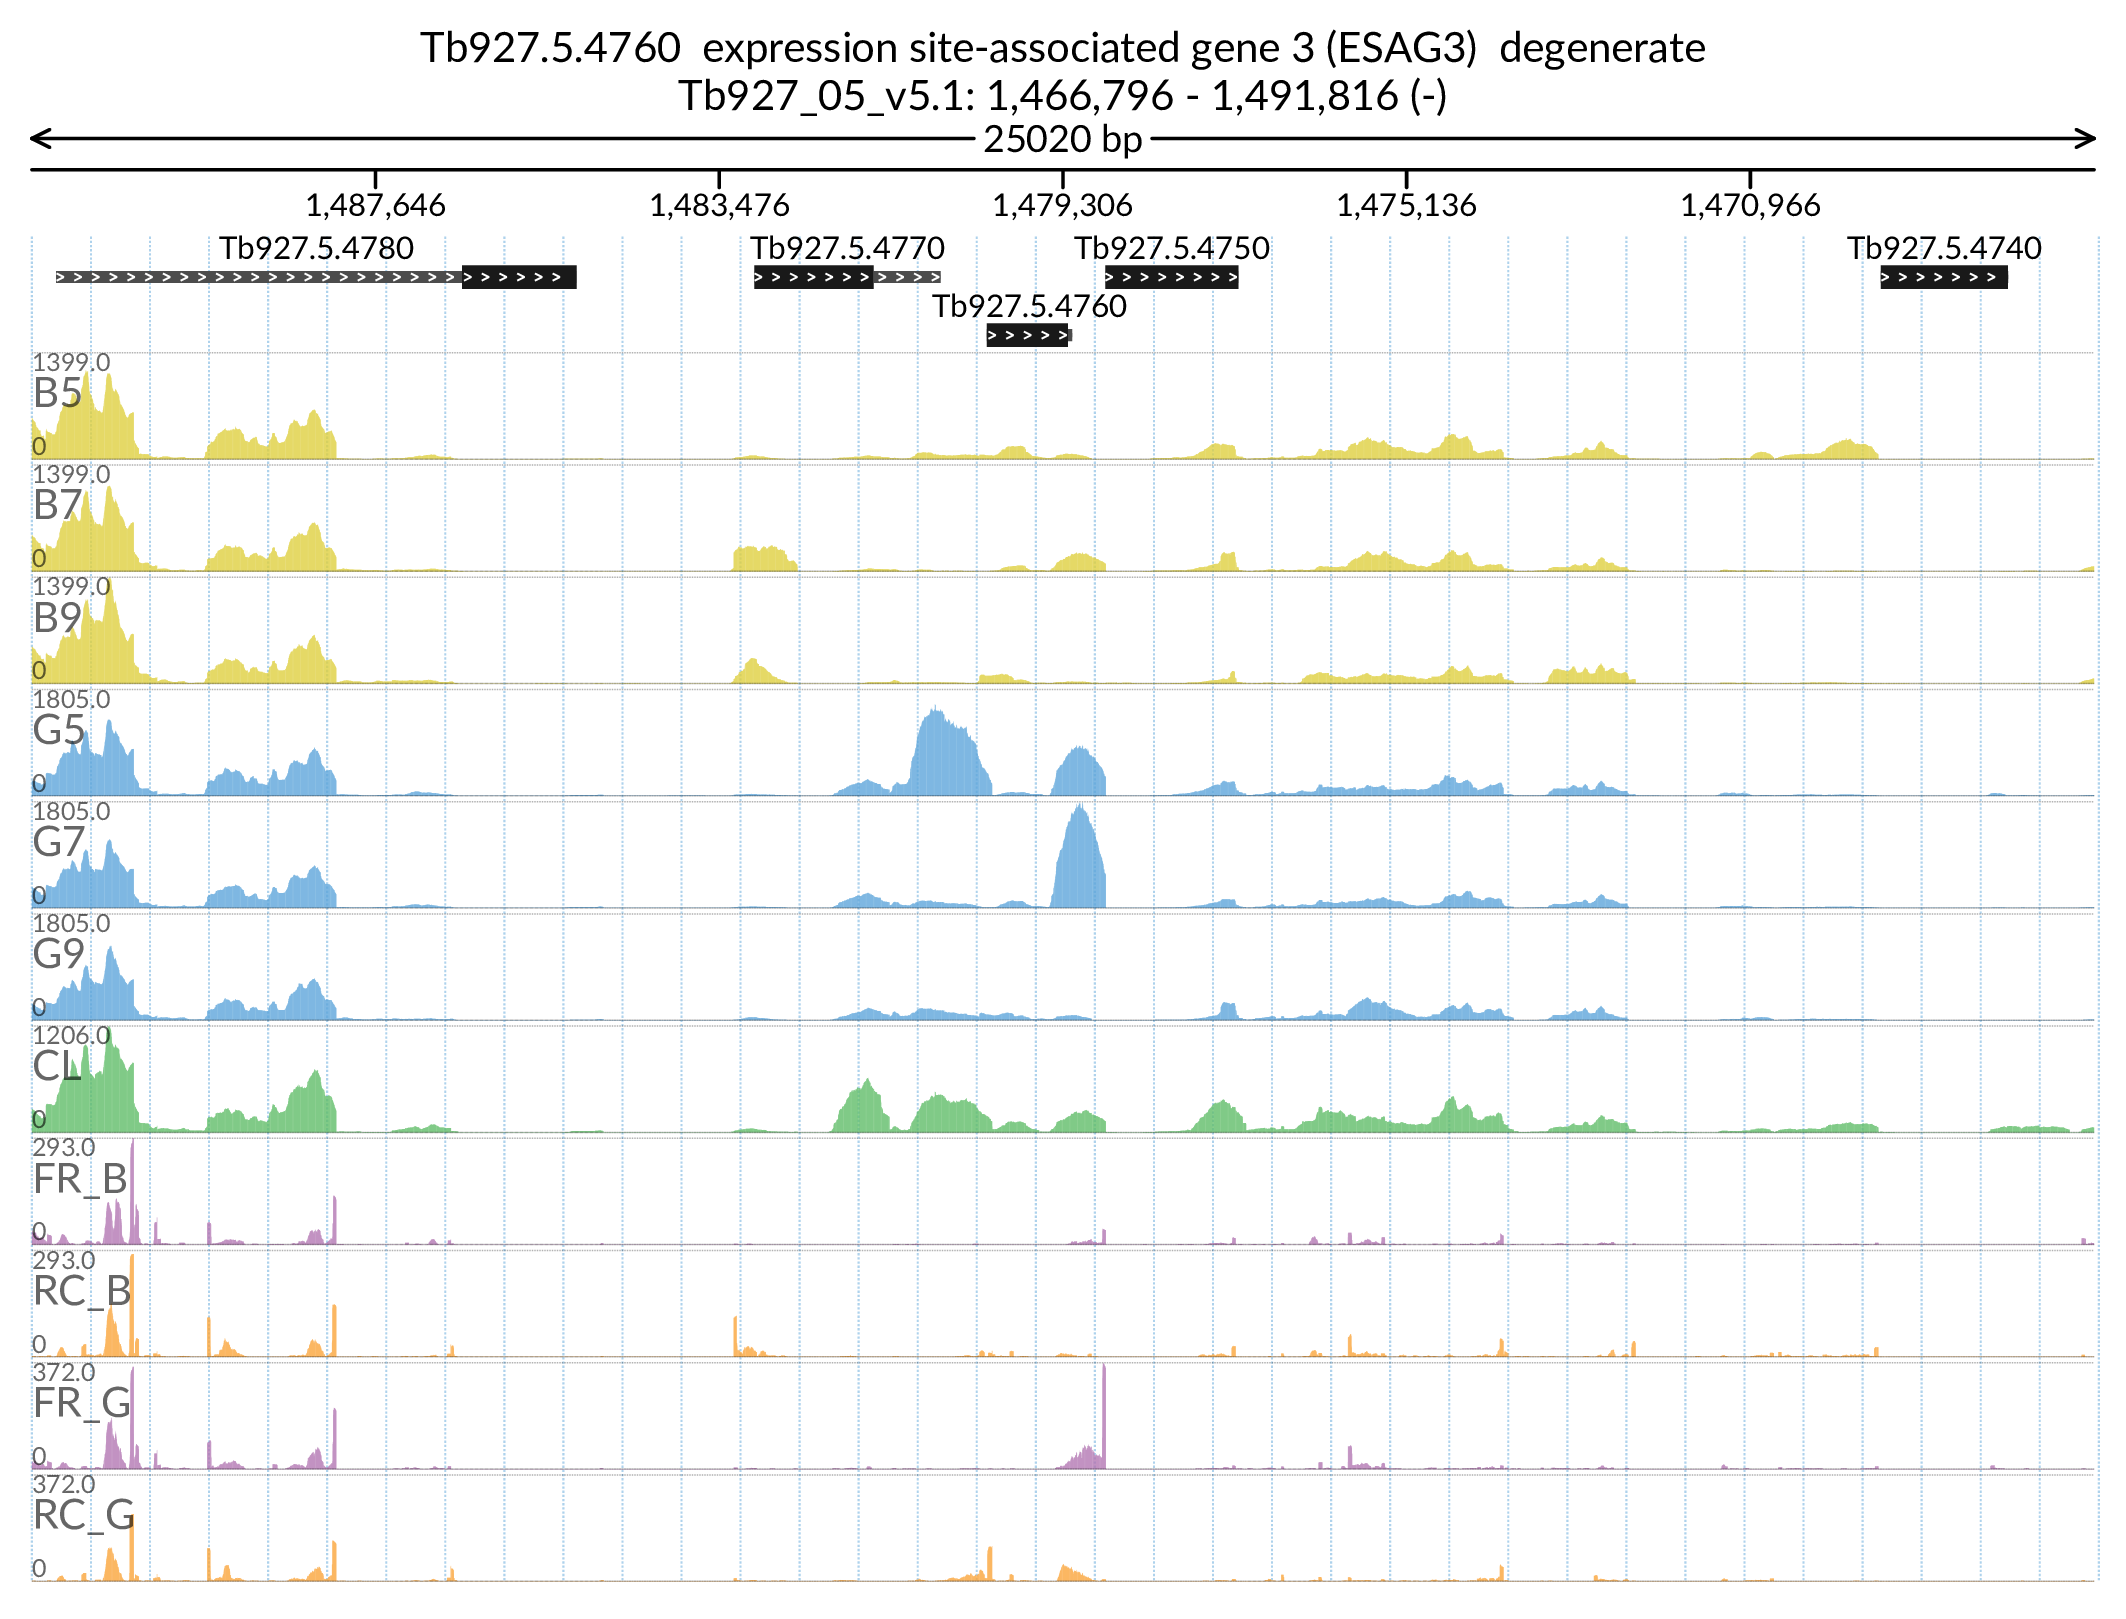 Tb927.5.4760 expression site-associated gene 3 (ESAG3) degenerate
Tb927_05_v5.1: 1,466,796 - 1,491,816 (-)
25020 bp
1,487,646 1,483,476 1,479,306 1,475,136 1,470,966
Tb927.5.4780 Tb927.5.4770 Tb927.5.4750 Tb927.5.4740
Tb927.5.4760
1399.0
B5
0
1399.0
B7
0
1399.0
B9
0
1805.0
G5
0
1805.0
G7
0
1805.0
G9
0
1206.0
CL
0
293.0
FR_B
0
293.0
RC_B
0
372.0
FR_G
0
372.0
RC_G
0